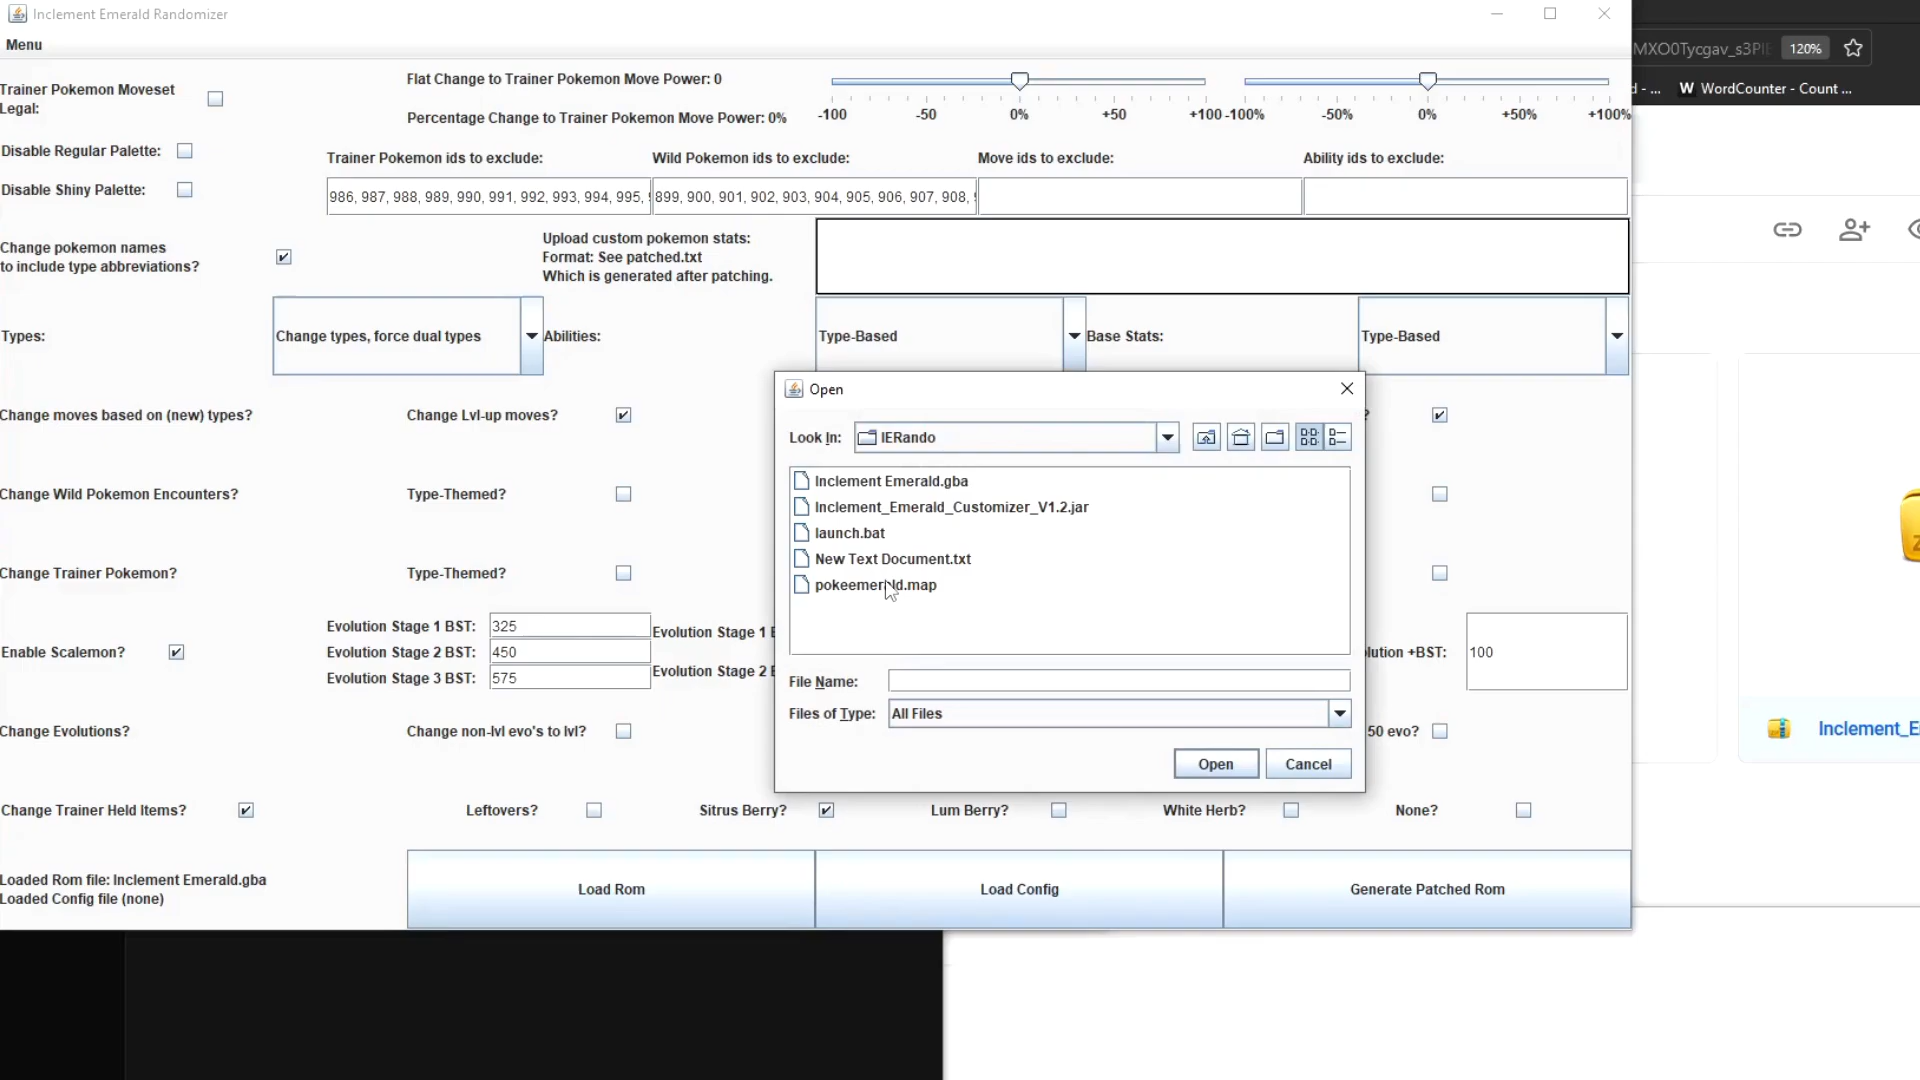 Inclement Emerald Randomizer
Menu
MXO0Tycgav_s3PlE
120%
d - ...
W WordCounter - Count ...
Trainer Pokemon Moveset
Legal:
Flat Change to Trainer Pokemon Move Power: 0
Percentage Change to Trainer Pokemon Move Power: 0%
-100 -50 0% +50 +100
-100% -50% 0% +50% +100%
Disable Regular Palette:
Disable Shiny Palette:
Trainer Pokemon ids to exclude:
Wild Pokemon ids to exclude:
Move ids to exclude:
Ability ids to exclude:
986, 987, 988, 989, 990, 991, 992, 993, 994, 995,
899, 900, 901, 902, 903, 904, 905, 906, 907, 908,
Change pokemon names
to include type abbreviations?
Upload custom pokemon stats:
Format: See patched.txt
Which is generated after patching.
Types:
Change types, force dual types
Abilities:
Type-Based
Base Stats:
Type-Based
Change moves based on (new) types?
Change Lvl-up moves?
?
Change Wild Pokemon Encounters?
Type-Themed?
Change Trainer Pokemon?
Type-Themed?
Enable Scalemon?
Evolution Stage 1 BST: 325
Evolution Stage 2 BST: 450
Evolution Stage 3 BST: 575
Evolution Stage 1 B
Evolution Stage 2 B
lution +BST:
100
Change Evolutions?
Change non-lvl evo's to lvl?
50 evo?
Open
Look In:
IERando
Inclement Emerald.gba
Inclement_Emerald_Customizer_V1.2.jar
launch.bat
New Text Document.txt
pokeemerald.map
File Name:
Files of Type:
All Files
Open
Cancel
Inclement_E
Change Trainer Held Items?
Leftovers?
Sitrus Berry?
Lum Berry?
White Herb?
None?
Loaded Rom file: Inclement Emerald.gba
Loaded Config file (none)
Load Rom
Load Config
Generate Patched Rom